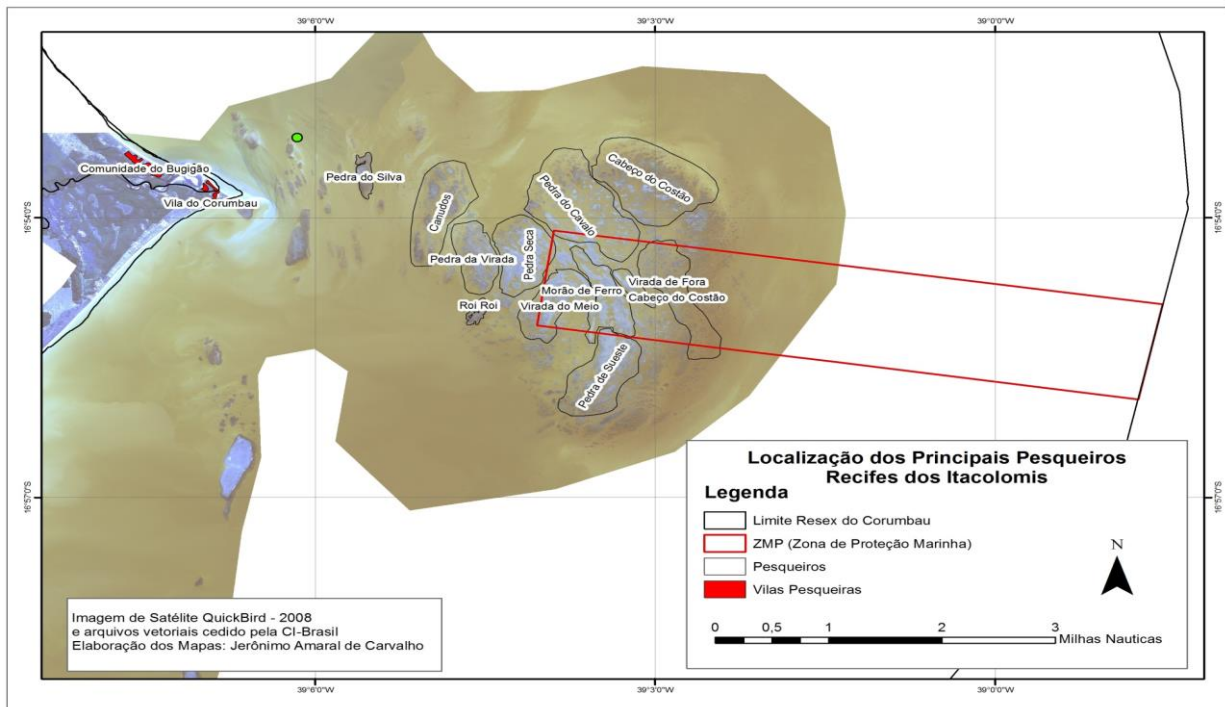 39°6'0"W
39°3'0"W
39°0'0"W
16°54'0"S
16°54'0"S
16°57'0"S
16°57'0"S
Comunidade do Bugigão
Vila do Corumbau
Pedra do Silva
Canudos
Pedra da Virada
Roi Roi
Pedra Seca
Pedra do Cavalo
Cabeço do Costão
Morão de Ferro
Virada do Meio
Virada de Fora
Cabeço do Costão
Pedra de Sueste
Localização dos Principais Pesqueiros
Recifes dos Itacolomis
Legenda
Limite Resex do Corumbau
ZMP (Zona de Proteção Marinha)
Pesqueiros
Vilas Pesqueiras
N
0 0,5 1 2 3
Milhas Nauticas
Imagem de Satélite QuickBird - 2008
e arquivos vetoriais cedido pela CI-Brasil
Elaboração dos Mapas: Jerônimo Amaral de Carvalho
39°6'0"W
39°3'0"W
39°0'0"W